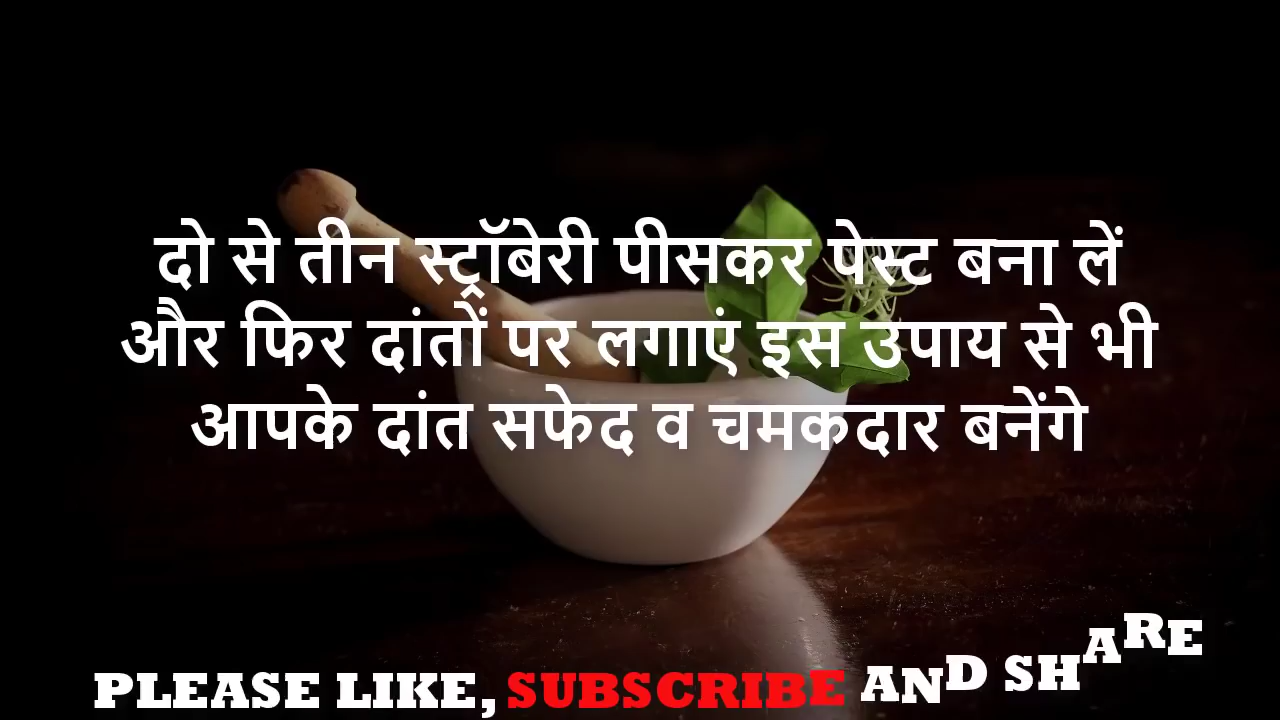 दो से तीन स्ट्रॉबेरी पीसकर पेस्ट बना लें
और फिर दांतों पर लगाएं इस उपाय से भी
आपके दांत सफेद व चमकदार बनेंगे
PLEASE LIKE, SUBSCRIBE AND SHARE